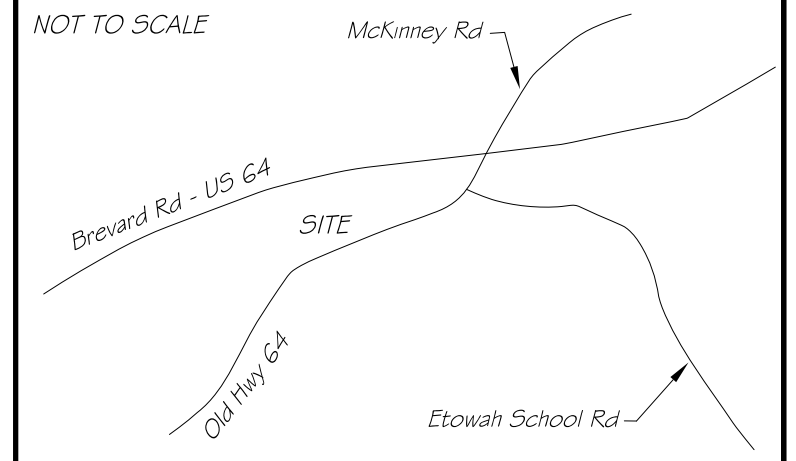 NOT TO SCALE
McKinney Rd
Brevard Rd - US 64
SITE
Old Hwy 64
Etowah School Rd